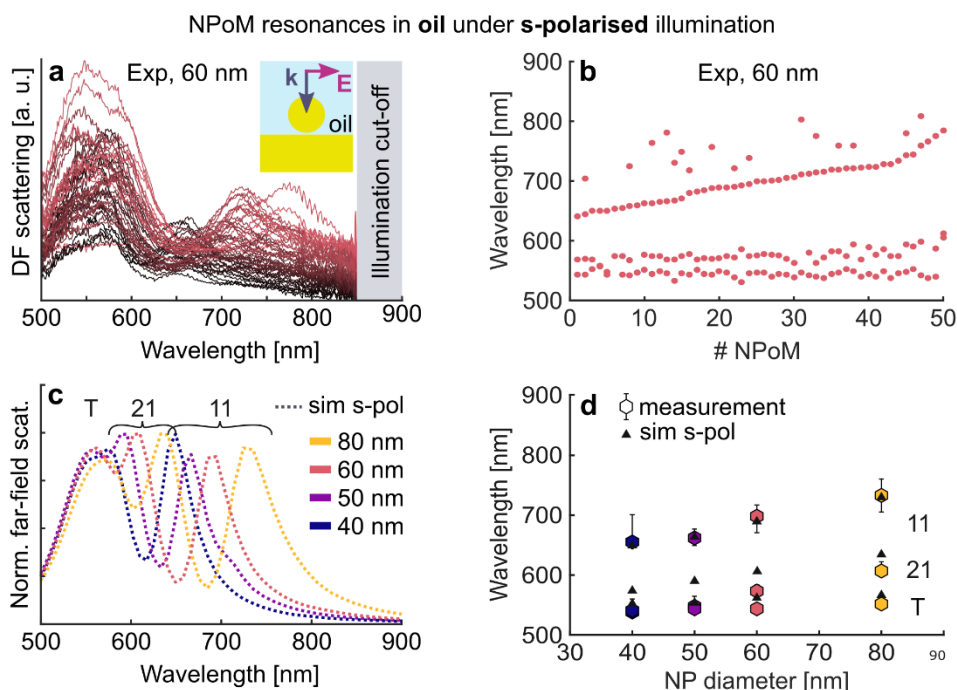 NPoM resonances in oil under s-polarised illumination
a
Exp, 60 nm
k
E
oil
Illumination cut-off
DF scattering [a. u.]
500 600 700 800 900
Wavelength [nm]
b
Exp, 60 nm
Wavelength [nm]
900
800
700
600
500
0 10 20 30 40 50
# NPoM
c
T 21 11
sim s-pol
80 nm
60 nm
50 nm
40 nm
Norm. far-field scat.
500 600 700 800 900
Wavelength [nm]
d
measurement
sim s-pol
Wavelength [nm]
900
800
700
600
500
11
21
T
30 40 50 60 70 80 90
NP diameter [nm]